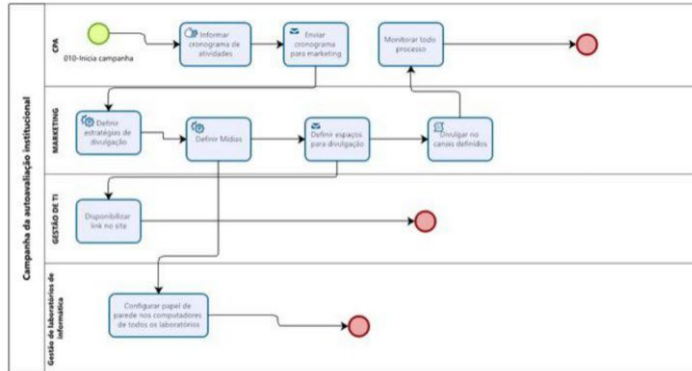 Campanha da autoavaliação institucional
CPA
010-Inicia campanha
Informar
cronograma de
atividades
Enviar
cronograma
para marketing
Monitorar todo
processo
MARKETING
Definir
estratégias de
divulgação
Definir Mídias
Definir espaços
para divulgação
Divulgar no
canais definidos
GESTÃO DE TI
Disponibilizar
link no site
Gestão de laboratórios de
informática
Configurar papel de
parede nos computadores
de todos os laboratórios